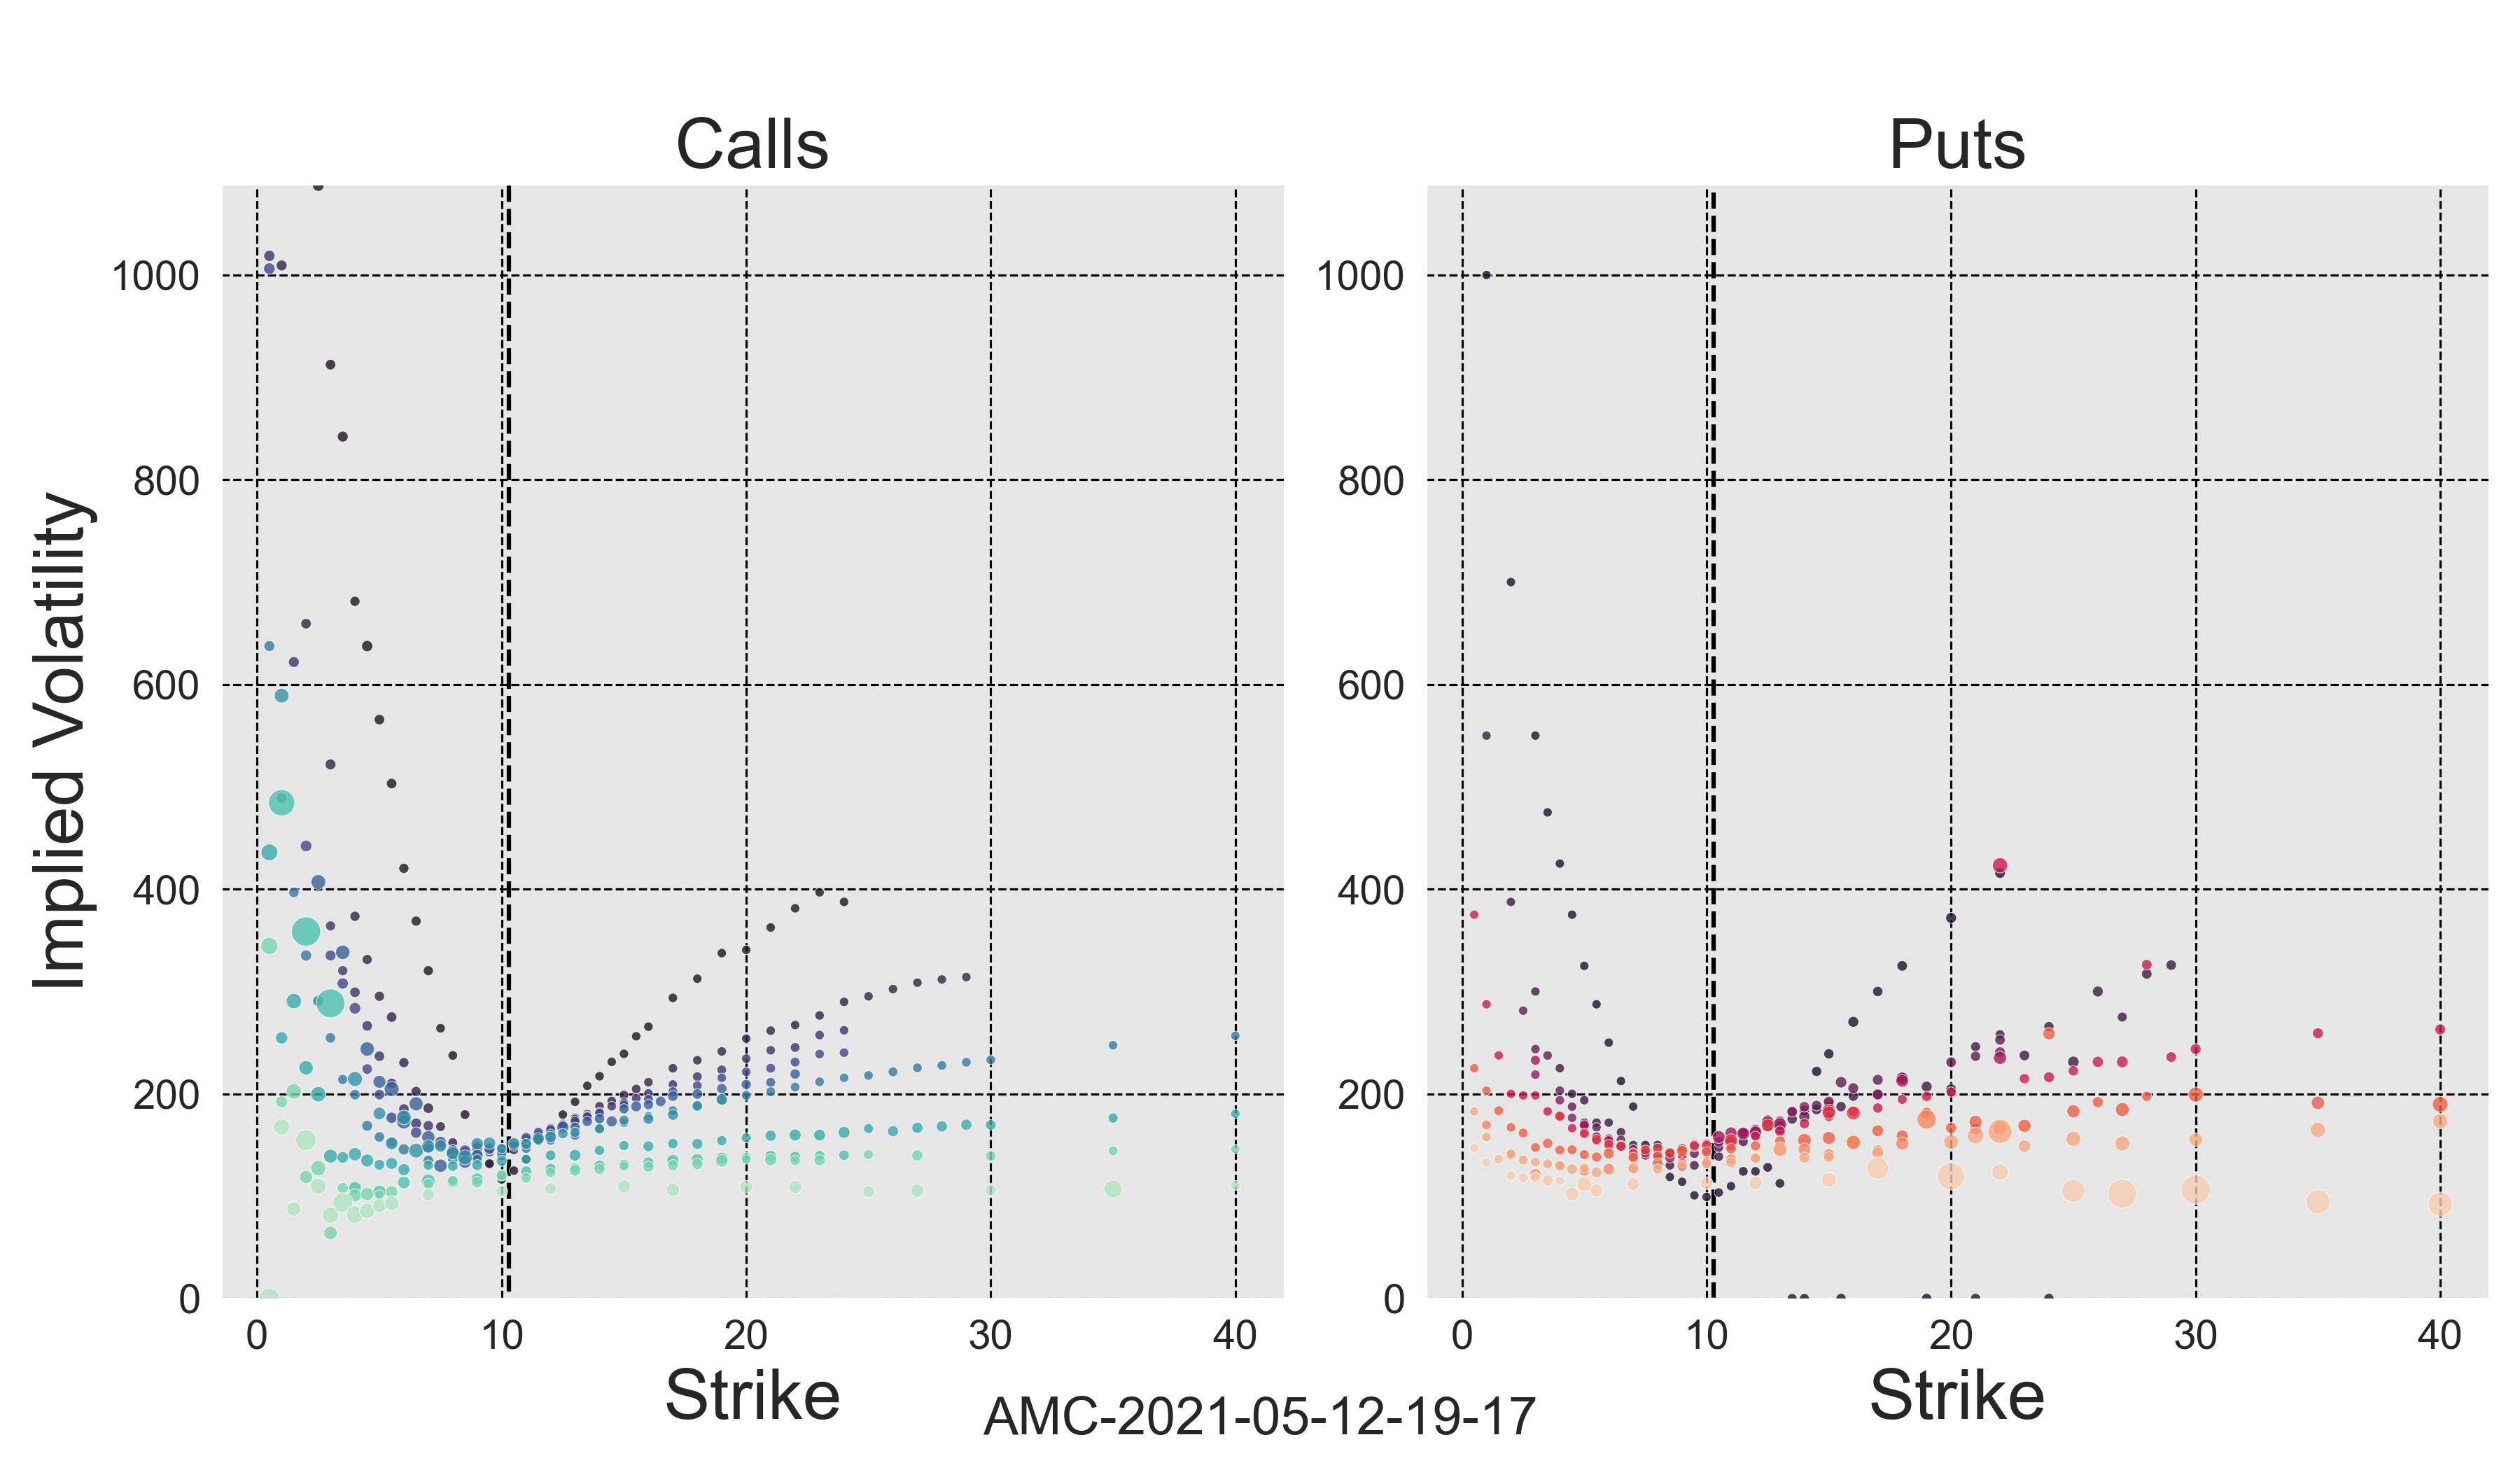 Calls Puts
Implied Volatility
1000 1000
800 800
600 600
400 400
200 200
0 0
0 10 20 30 40 0 10 20 30 40
Strike Strike
AMC-2021-05-12-19-17